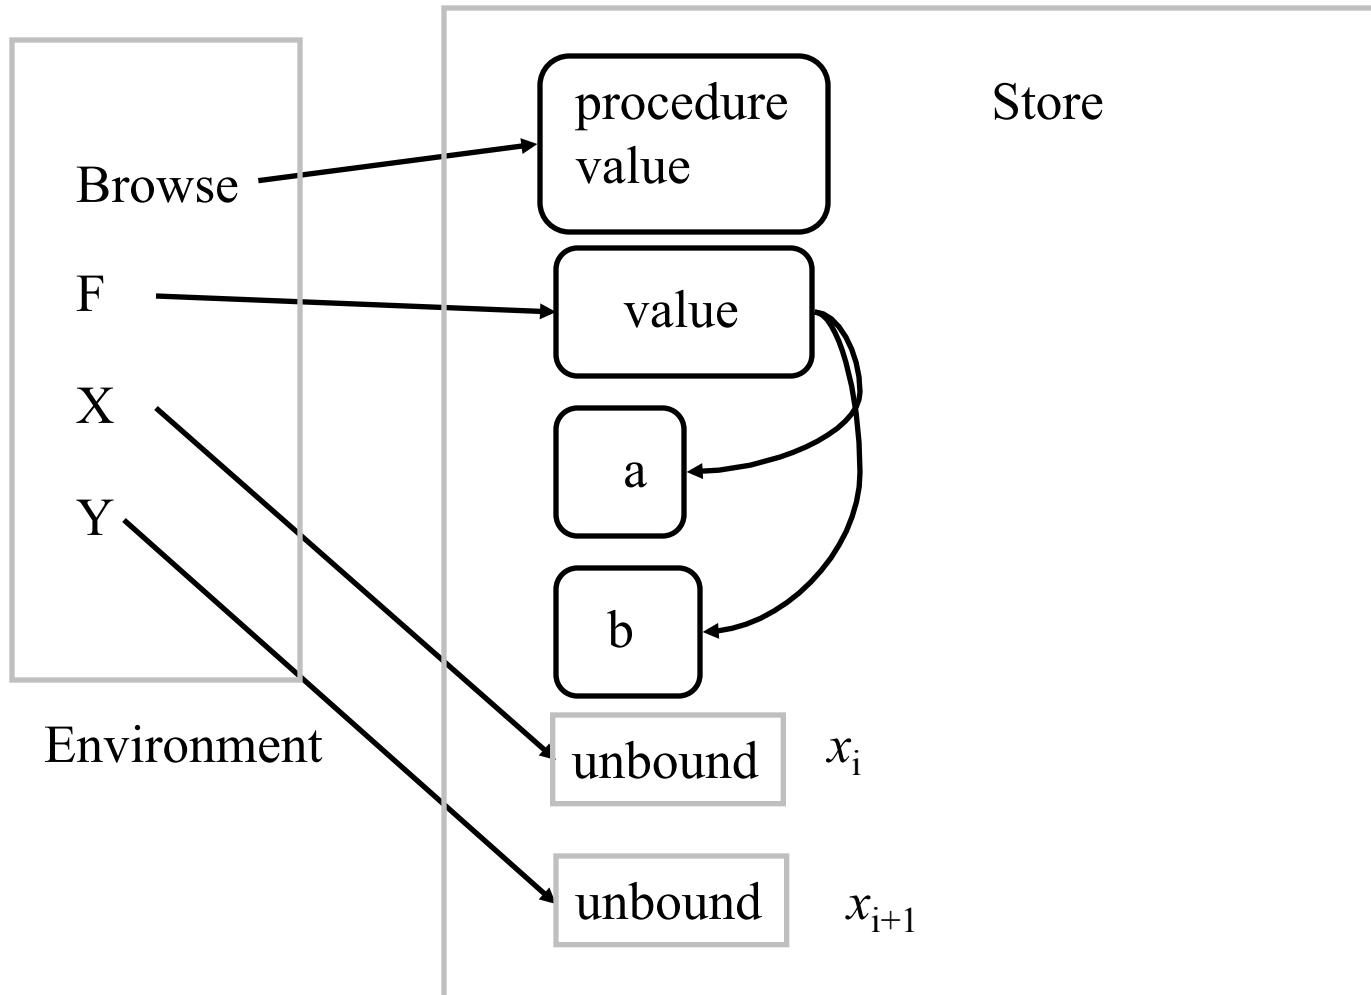 procedure
value
Store
Browse
F
value
X
a
Y
b
Environment
unbound
xi
unbound
xi+1